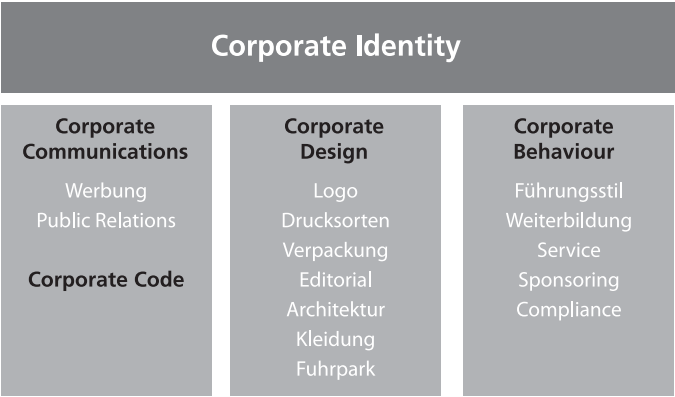 Corporate Identity
Corporate
Communications
Werbung
Public Relations
Corporate Code
Corporate
Design
Logo
Drucksorten
Verpackung
Editorial
Architektur
Kleidung
Fuhrpark
Corporate
Behaviour
Führungsstil
Weiterbildung
Service
Sponsoring
Compliance